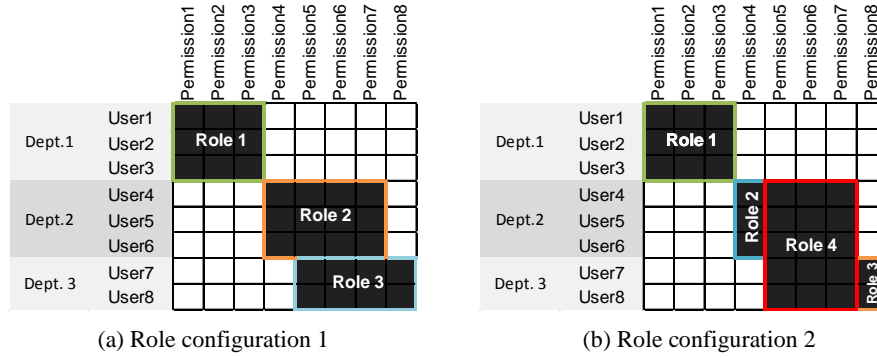 Permission1
Permission2
Permission3
Permission4
Permission5
Permission6
Permission7
Permission8
Dept.1
User1
User2
User3
Role 1
Dept.2
User4
User5
User6
Role 2
Dept. 3
User7
User8
Role 3
(a) Role configuration 1
Permission1
Permission2
Permission3
Permission4
Permission5
Permission6
Permission7
Permission8
Dept.1
User1
User2
User3
Role 1
Dept.2
User4
User5
User6
Role 2
Role 4
Dept. 3
User7
User8
Role 3
(b) Role configuration 2